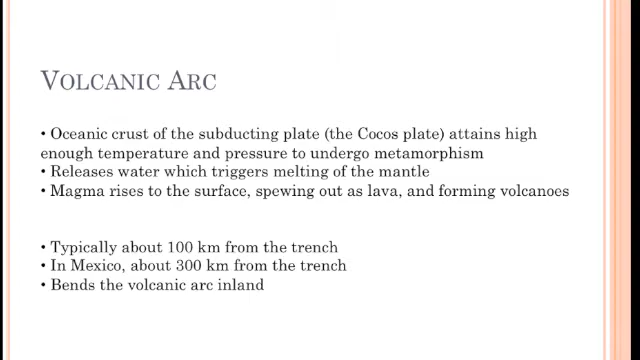 VOLCANIC ARC
• Oceanic crust of the subducting plate (the Cocos plate) attains high
enough temperature and pressure to undergo metamorphism
• Releases water which triggers melting of the mantle
• Magma rises to the surface, spewing out as lava, and forming volcanoes
• Typically about 100 km from the trench
• In Mexico, about 300 km from the trench
• Bends the volcanic arc inland